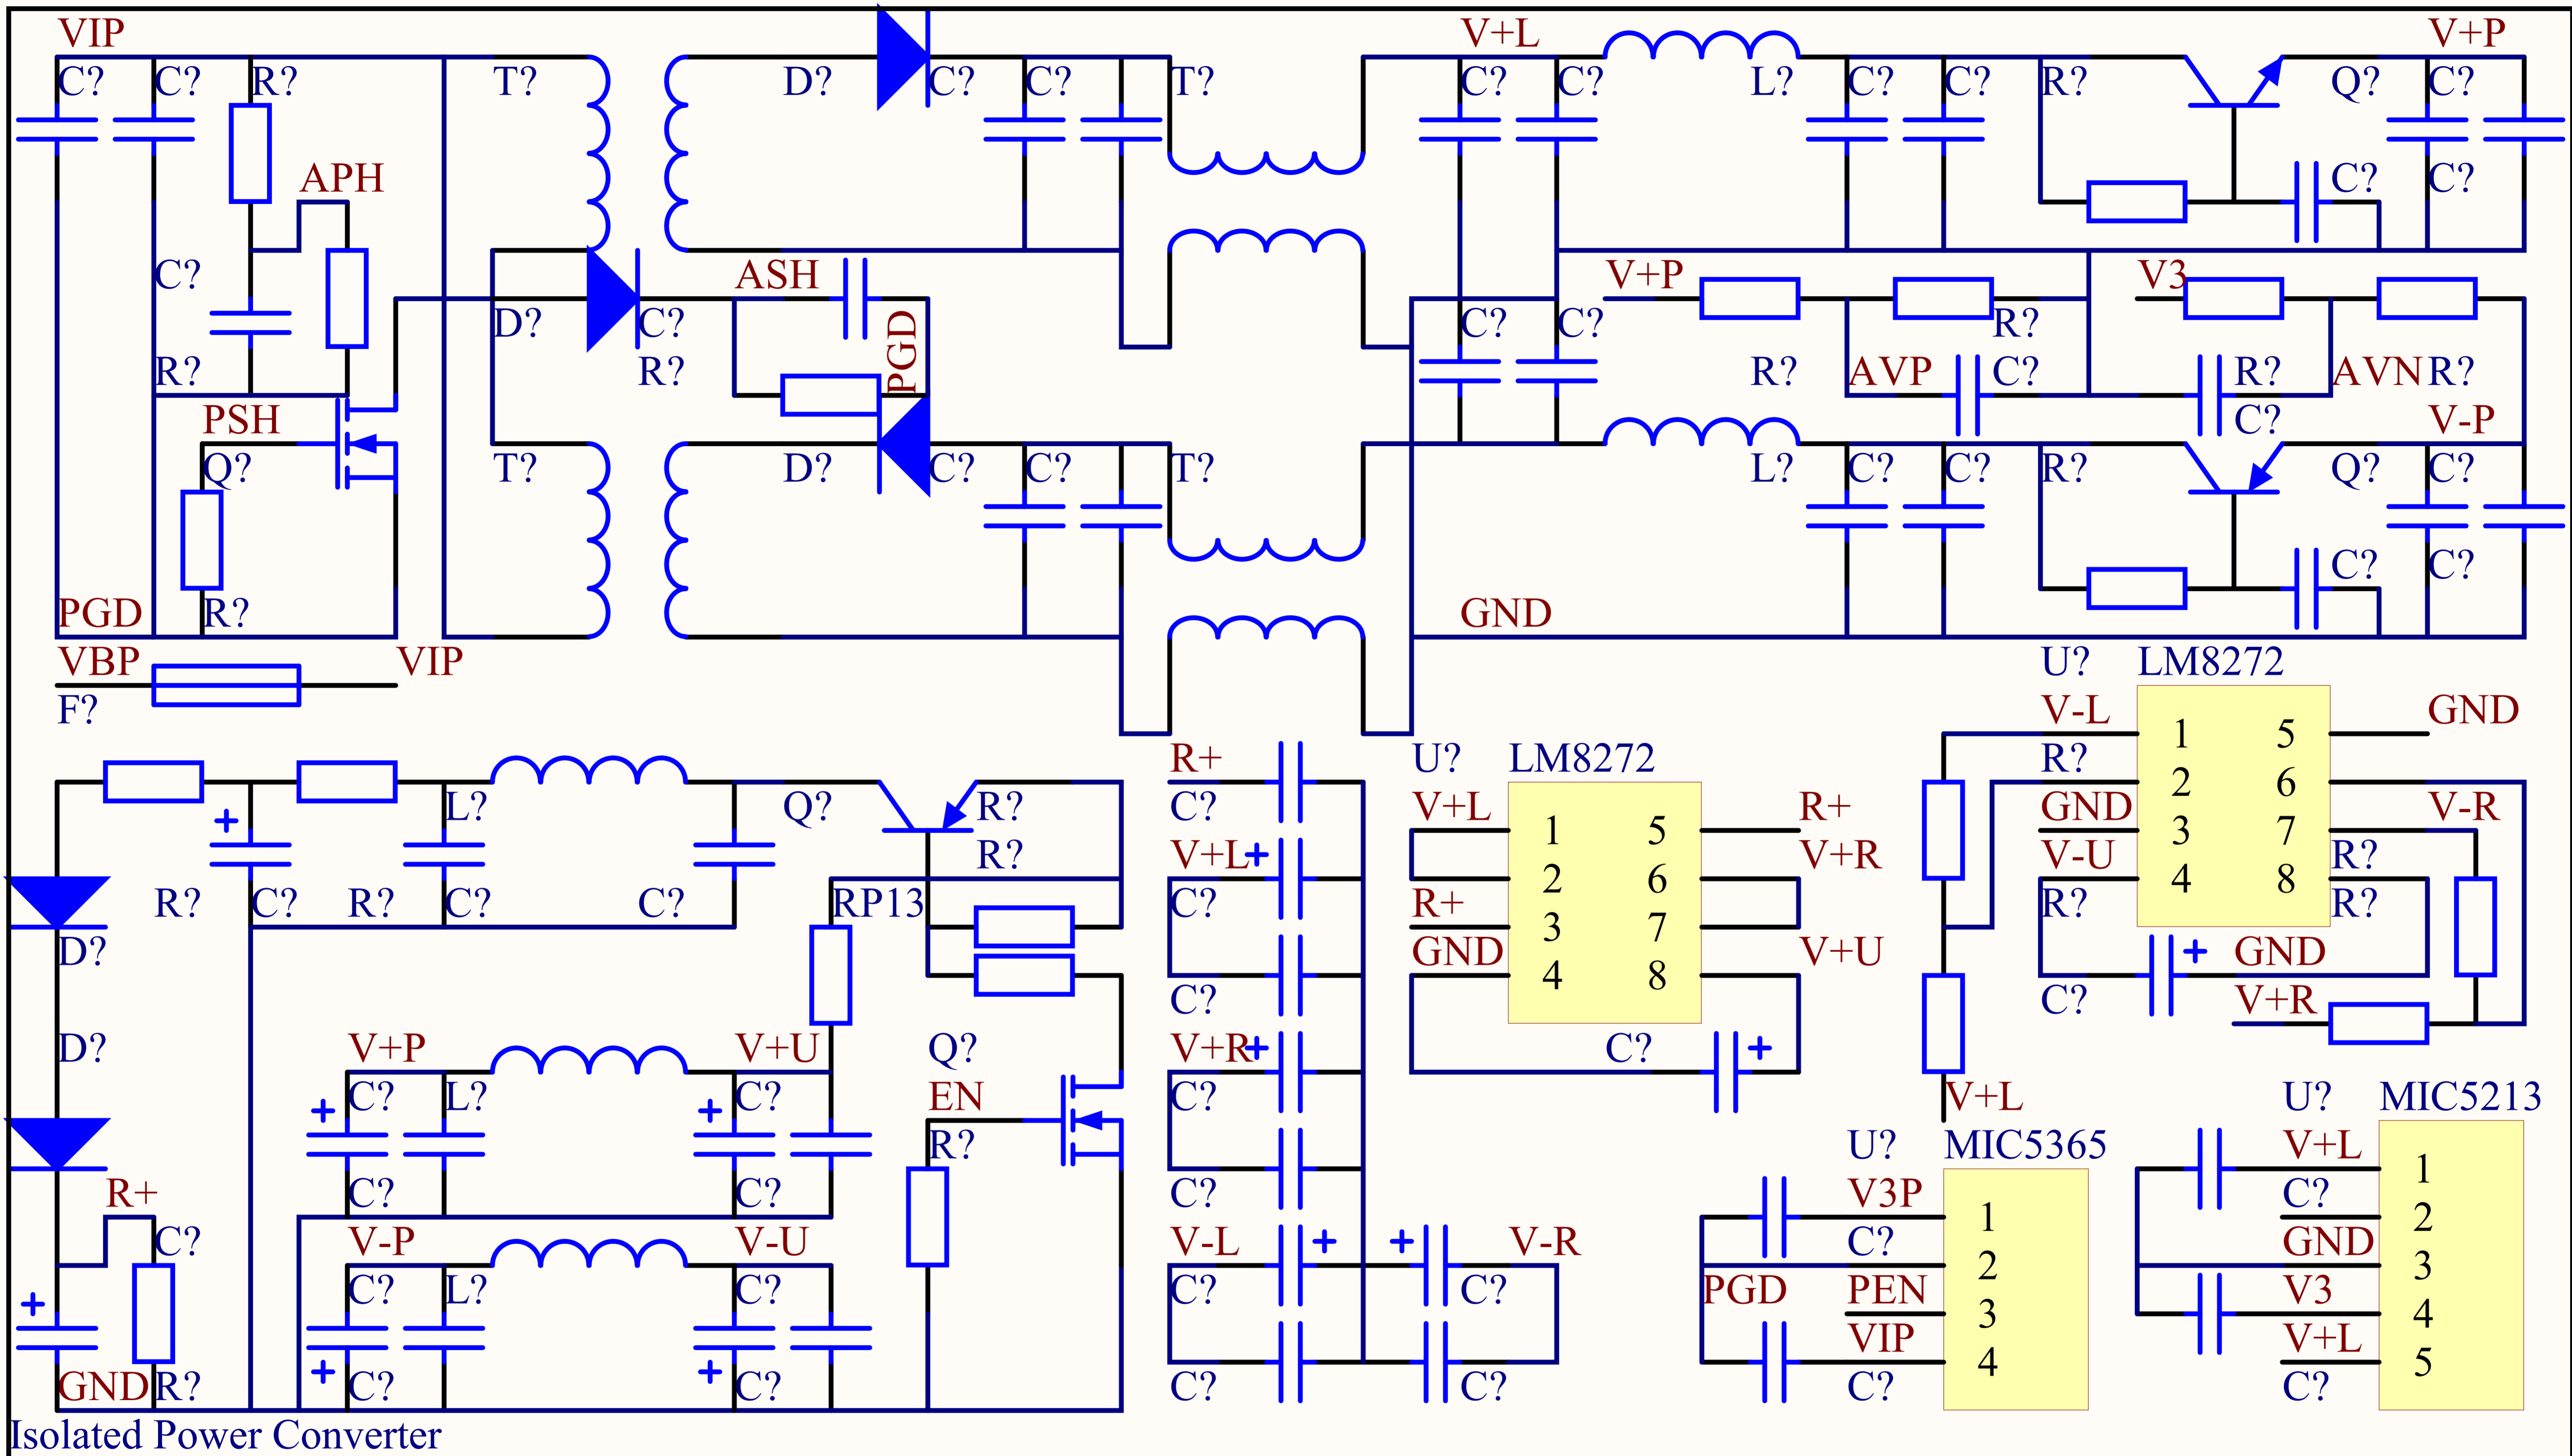 VIP V+L V+P
C? C? R? T? D? C? C? T? C? C? L? C? C? R? Q? C?
APH C? C?
C? ASH V+P V3
D? C? PGD C? C? R?
R? R? R? AVP C? R? AVN R?
PSH C? V-P
Q? T? D? C? C? T? L? C? C? R? Q? C?
C? C?
PGD R? GND
VBP VIP U? LM8272
F? V-L GND
R+ U? LM8272 R?
L? Q? R? C? V+L R+ GND V-R
1 5 2 6 3 7 4 8
R? V+L V+R V-U R?
R? C? R? C? C? RP13 C? R+ R? R?
1 5 2 6 3 7 4 8
D? GND V+U GND
C? C? V+R
D? V+P V+U Q? V+R C?
C? L? C? EN C? V+L U? MIC5213
R? U? MIC5365 V+L
R+ C? C? C? V3P C?
C? V-P V-U V-L V-R C? GND
C? L? C? C? C? PGD PEN V3
VIP V+L
GND R? C? C? C? C? C? C?
1 2 3 4
1 2 3 4 5
Isolated Power Converter